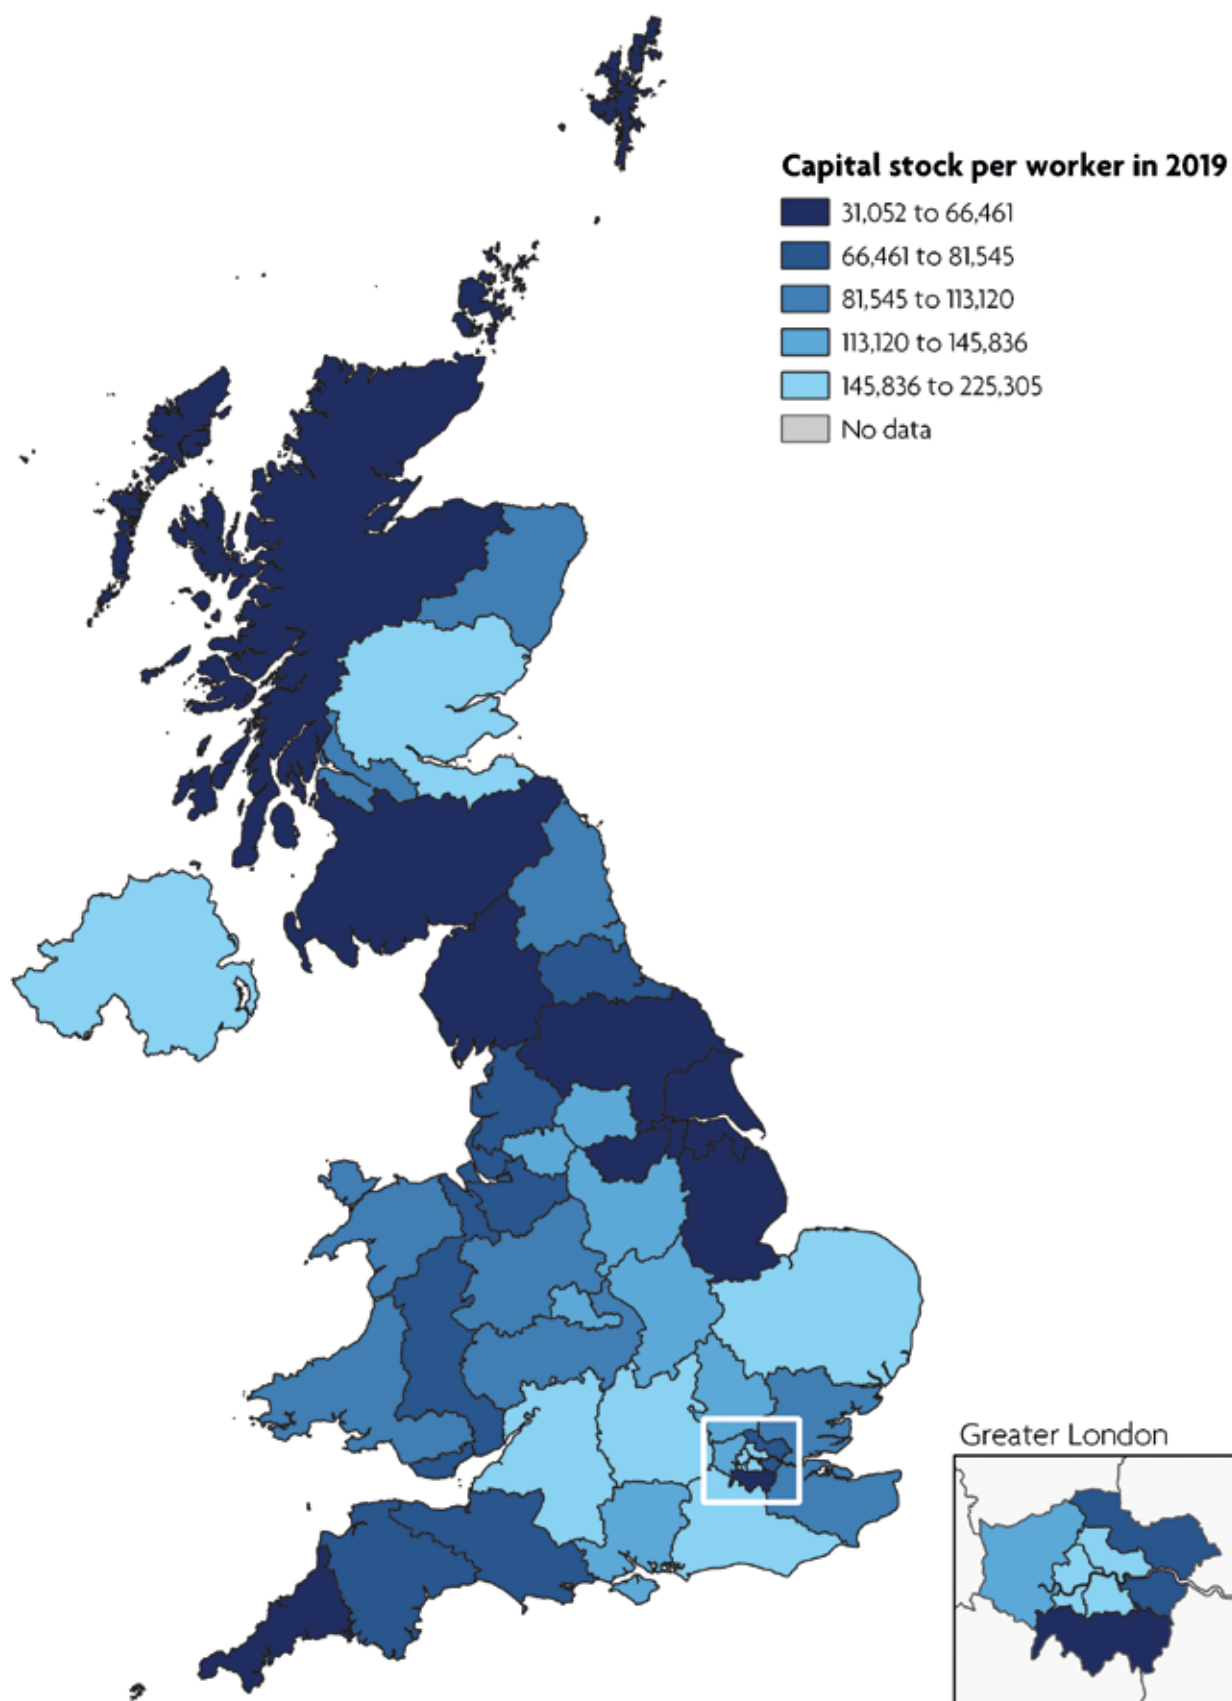 Capital stock per worker in 2019
31,052 to 66,461
66,461 to 81,545
81,545 to 113,120
113,120 to 145,836
145,836 to 225,305
No data
Greater London